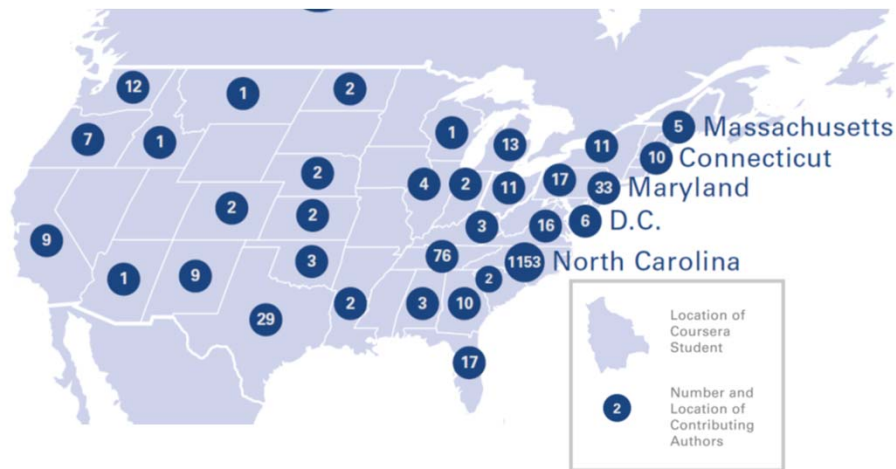 12
1
2
7
1
1
13
11
5 Massachusetts
10 Connecticut
2
4
2
11
17
33 Maryland
2
2
3
16
6 D.C.
9
76
1153 North Carolina
3
1
9
2
29
2
3
10
17
Location of
Coursera
Student
2
Number and
Location of
Contributing
Authors